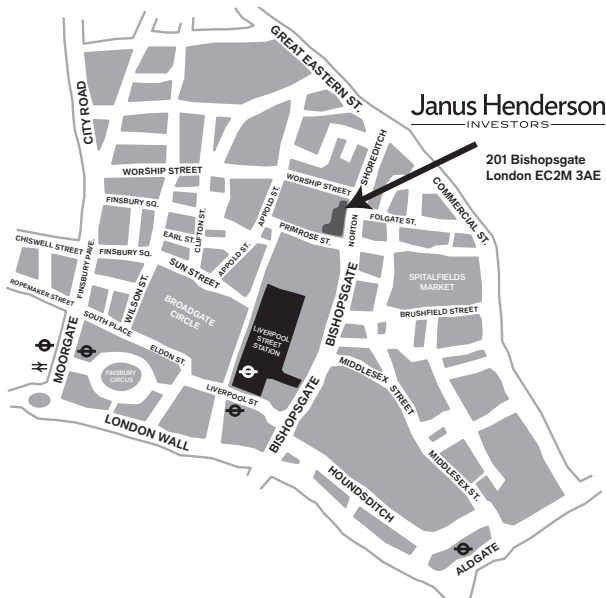 GREAT EASTERN ST.
CITY ROAD
Janus Henderson
INVESTORS
201 Bishopsgate
London EC2M 3AE
SHOREDITCH
COMMERCIAL ST.
WORSHIP STREET
WORSHIP STREET
FINSBURY SQ.
APPOLD ST.
CLIFTON ST.
NORTON
FOLGATE ST.
PRIMROSE ST.
EARL ST.
CHISWELL STREET
FINSBURY PAVE.
FINSBURY SQ.
APPOLD ST.
SUN STREET
BISHOPSGATE
SPITALFIELDS
MARKET
ROPEMAKER STREET
WILSON ST.
BROADGATE
CIRCLE
BRUSHFIELD STREET
SOUTH PLACE
LIVERPOOL
STREET
STATION
MOORGATE
ELDON ST.
FINSBURY
CIRCUS
MIDDLESEX STREET
LIVERPOOL ST
BISHOPSGATE
LONDON WALL
MIDDLESEX ST.
HOUNDSDITCH
ALDGATE